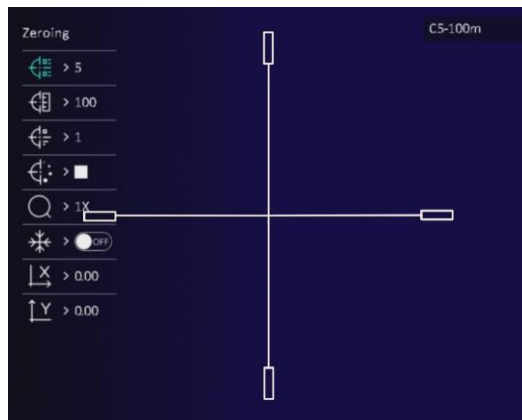 Zeroing
C5-100m
> 5
> 100
> 1
>
> 1X
> OFF
X > 0.00
Y > 0.00